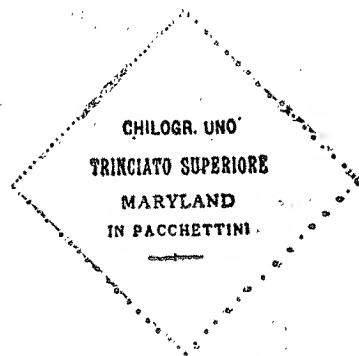 CHILOGR. UNO
TRINCIATO SUPERIORE
MARYLAND
IN PACCHETTINI